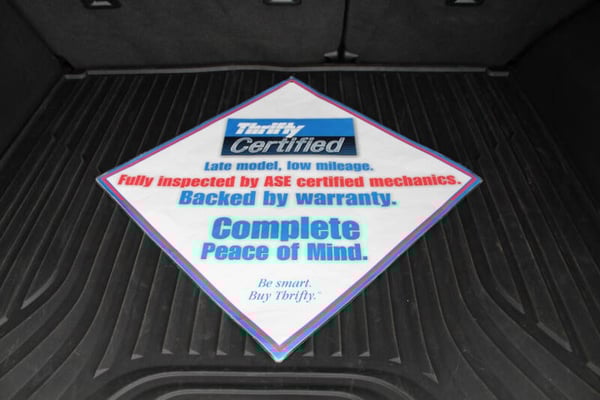 Thrifty
Certified
Late model, low mileage.
Fully inspected by ASE certified mechanics.
Backed by warranty.
Complete
Peace of Mind.
Be smart.
Buy Thrifty.™